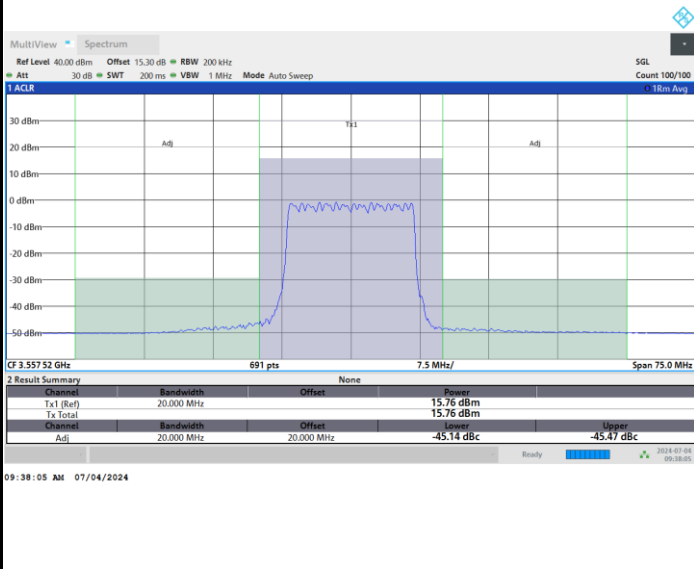 MultiView Spectrum
Ref Level 40.00 dBm Offset 15.30 dB RBW 200 kHz SGL
Att 30 dB SWT 200 ms VBW 1 MHz Mode Auto Sweep Count 100/100
1 ACLR 1Rm Avg
30 dBm
Tx1
20 dBm
Adj Adj
10 dBm
0 dBm
-10 dBm
-20 dBm
-30 dBm
-40 dBm
-50 dBm
CF 3.557 52 GHz 691 pts 7.5 MHz/ Span 75.0 MHz
2 Result Summary None
Channel Bandwidth Offset Power
Tx1 (Ref) 20.000 MHz 15.76 dBm
Tx Total 15.76 dBm
Channel Bandwidth Offset Lower Upper
Adj 20.000 MHz 20.000 MHz -45.14 dBc -45.47 dBc
Ready 09:38:05
09:38:05 AM 07/04/2024